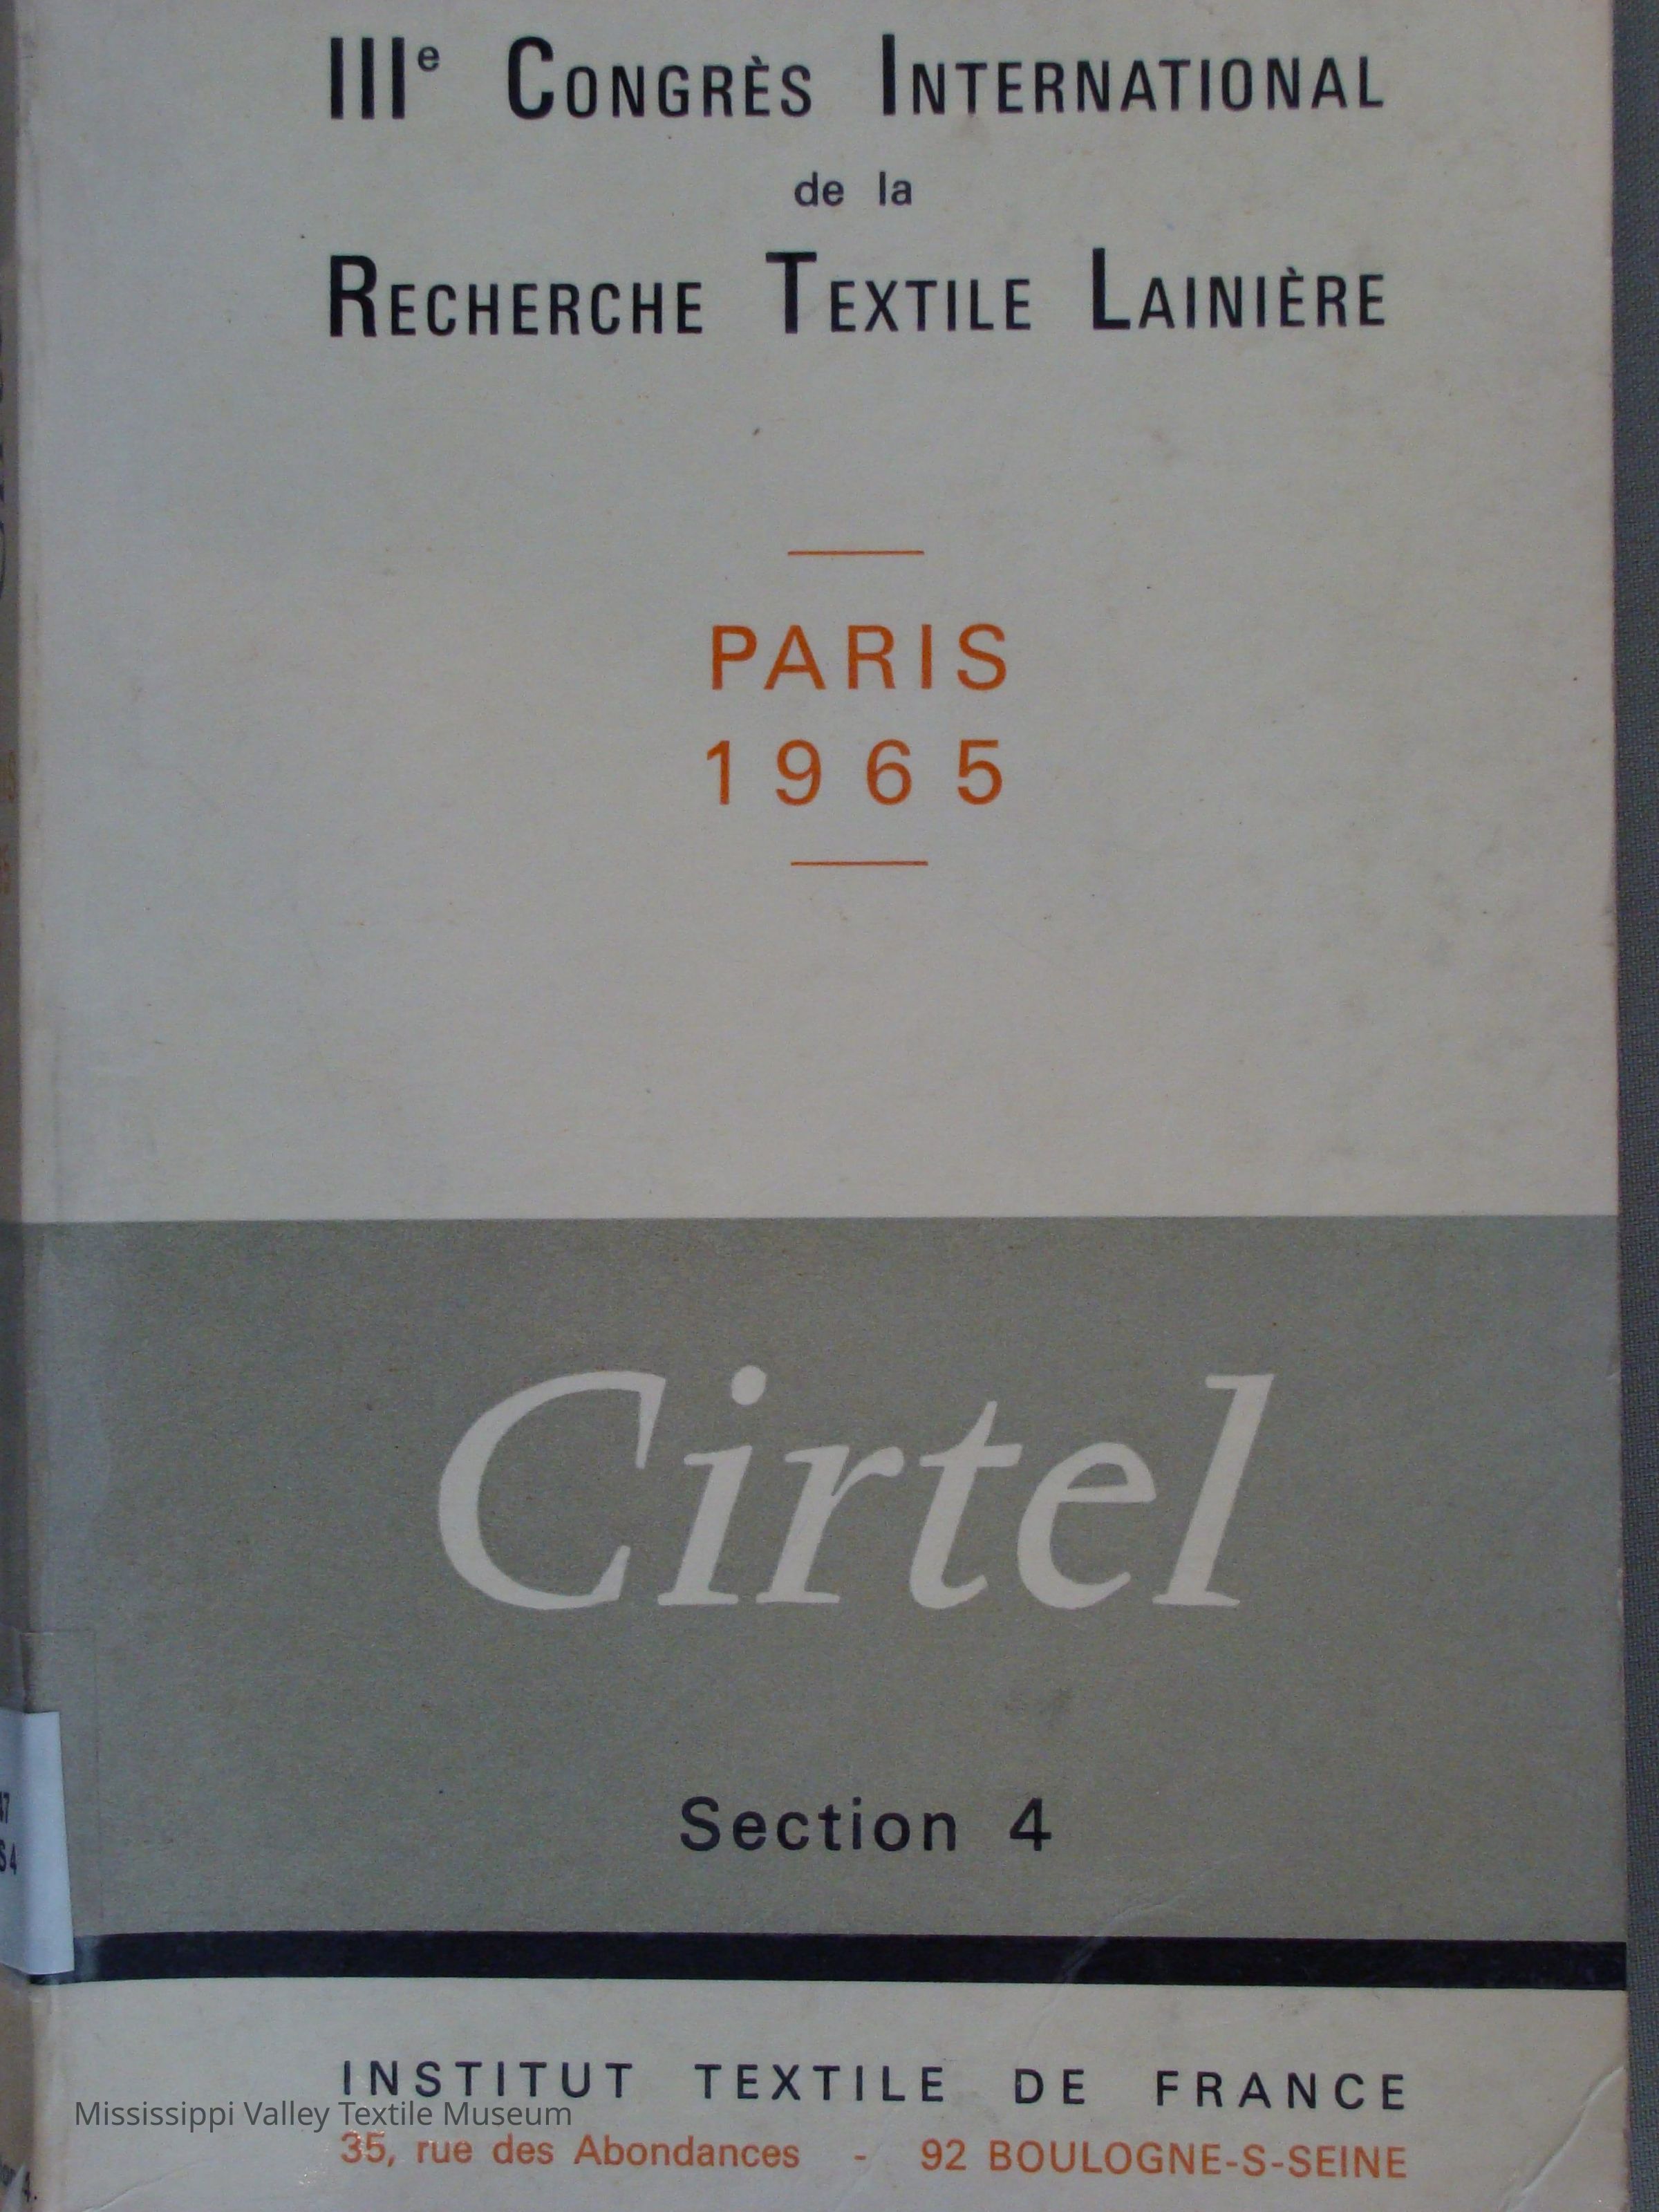 IIIe CONGRÈS INTERNATIONAL
de la
RECHERCHE TEXTILE LAINIÈRE
PARIS
1965
Cirtel
Section 4
INSTITUT TEXTILE DE FRANCE
Mississippi Valley Textile Museum
35, rue des Abondances - 92 BOULOGNE-S-SEINE